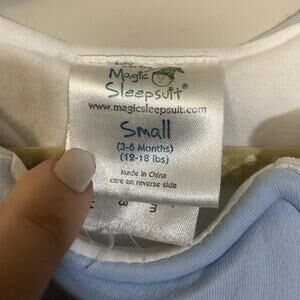 Magic
Sleepsuit
www.magicsleepsuit.com
Small
(3-6 Months)
(12-18 lbs)
Made in China
care on reverse side